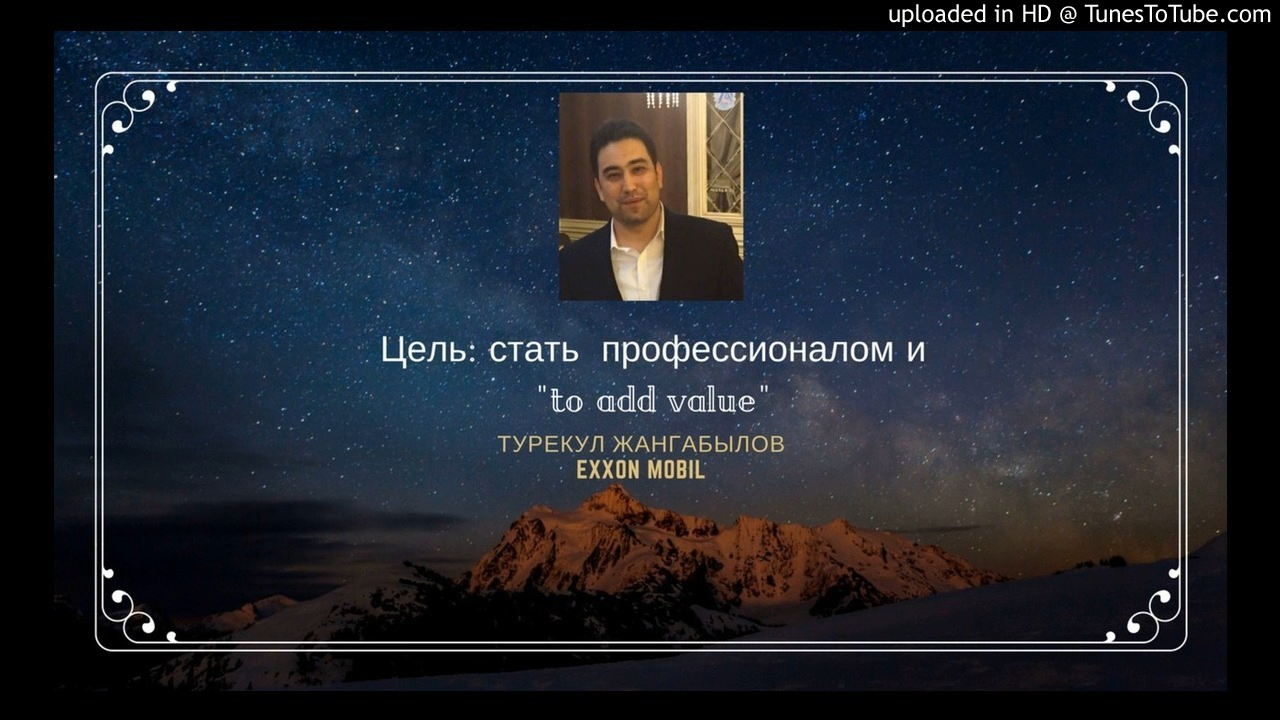 uploaded in HD @ TunesToTube.com
Цель: стать профессионалом и
"to add value"
ТУРЕКУЛ ЖАНГАБЫЛОВ
EXXON MOBIL